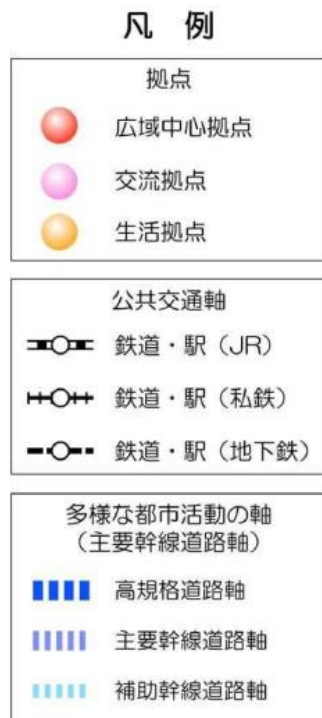 凡 例
拠点
広域中心拠点
交流拠点
生活拠点
公共交通軸
鉄道・駅（JR）
鉄道・駅（私鉄）
鉄道・駅（地下鉄）
多様な都市活動の軸
（主要幹線道路軸）
高規格道路軸
主要幹線道路軸
補助幹線道路軸